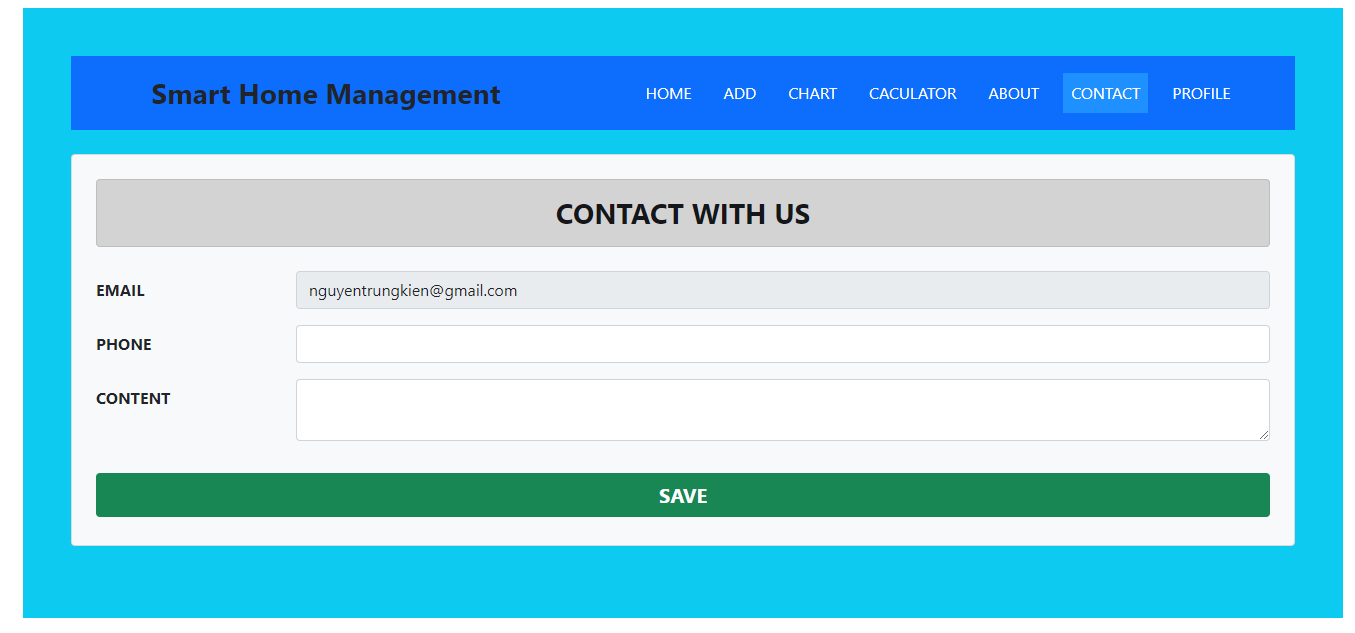 Smart Home Management HOME ADD CHART CACULATOR ABOUT CONTACT PROFILE
CONTACT WITH US
EMAIL nguyentrungkien@gmail.com
PHONE
CONTENT
SAVE